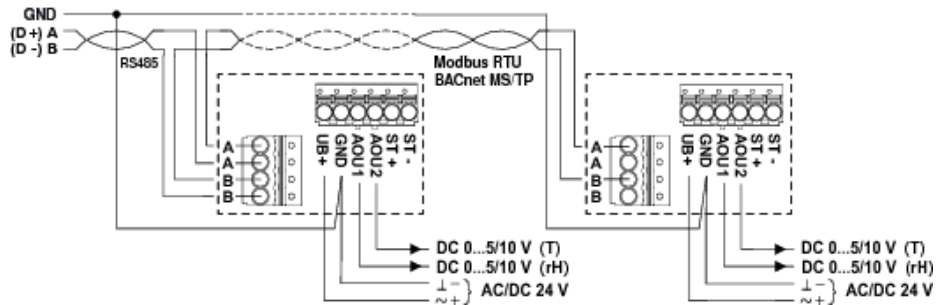 GND
(D+) A
(D -) B
RS485
Modbus RTU
BACnet MS/TP
A
A
B
B
UB+
GND
AOU1
AOU2
ST +
ST -
A
A
B
B
UB+
GND
AOU1
AOU2
ST +
ST -
DC 0...5/10 V (T)
DC 0...5/10 V (rH)
⊥ - } AC/DC 24 V
~ +
DC 0...5/10 V (T)
DC 0...5/10 V (rH)
⊥ - } AC/DC 24 V
~ +